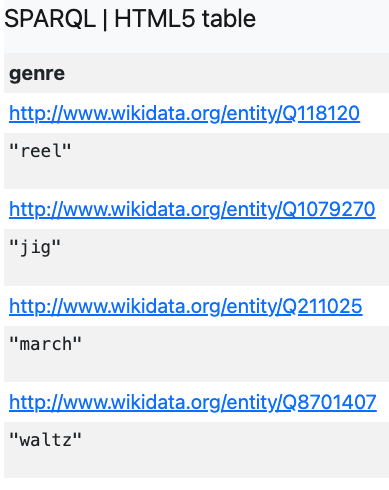 SPARQL | HTML5 table
genre
http://www.wikidata.org/entity/Q118120
"reel"
http://www.wikidata.org/entity/Q1079270
"jig"
http://www.wikidata.org/entity/Q211025
"march"
http://www.wikidata.org/entity/Q8701407
"waltz"